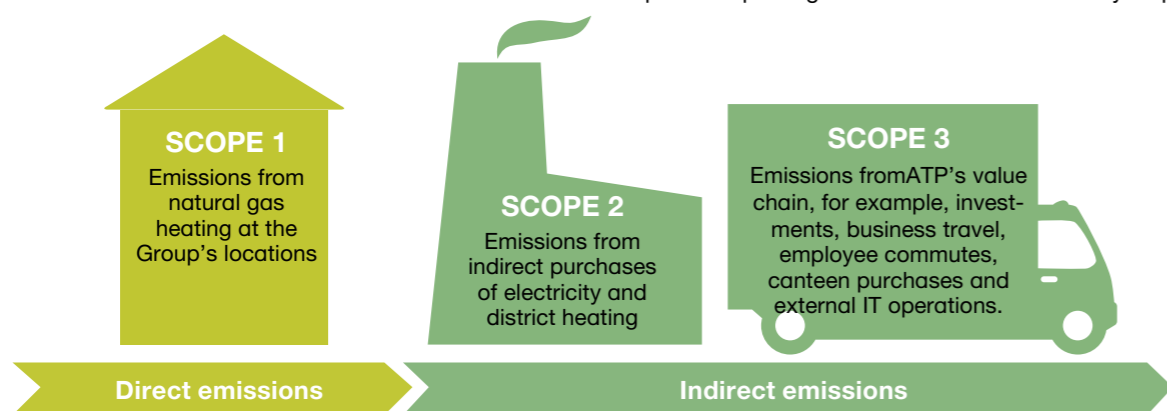 SCOPE 1
Emissions from
natural gas
heating at the
Group's locations
SCOPE 2
Emissions from
indirect purchases
of electricity and
district heating
SCOPE 3
Emissions fromATP's value
chain, for example, invest-
ments, business travel,
employee commutes,
canteen purchases and
external IT operations.
Direct emissions
Indirect emissions